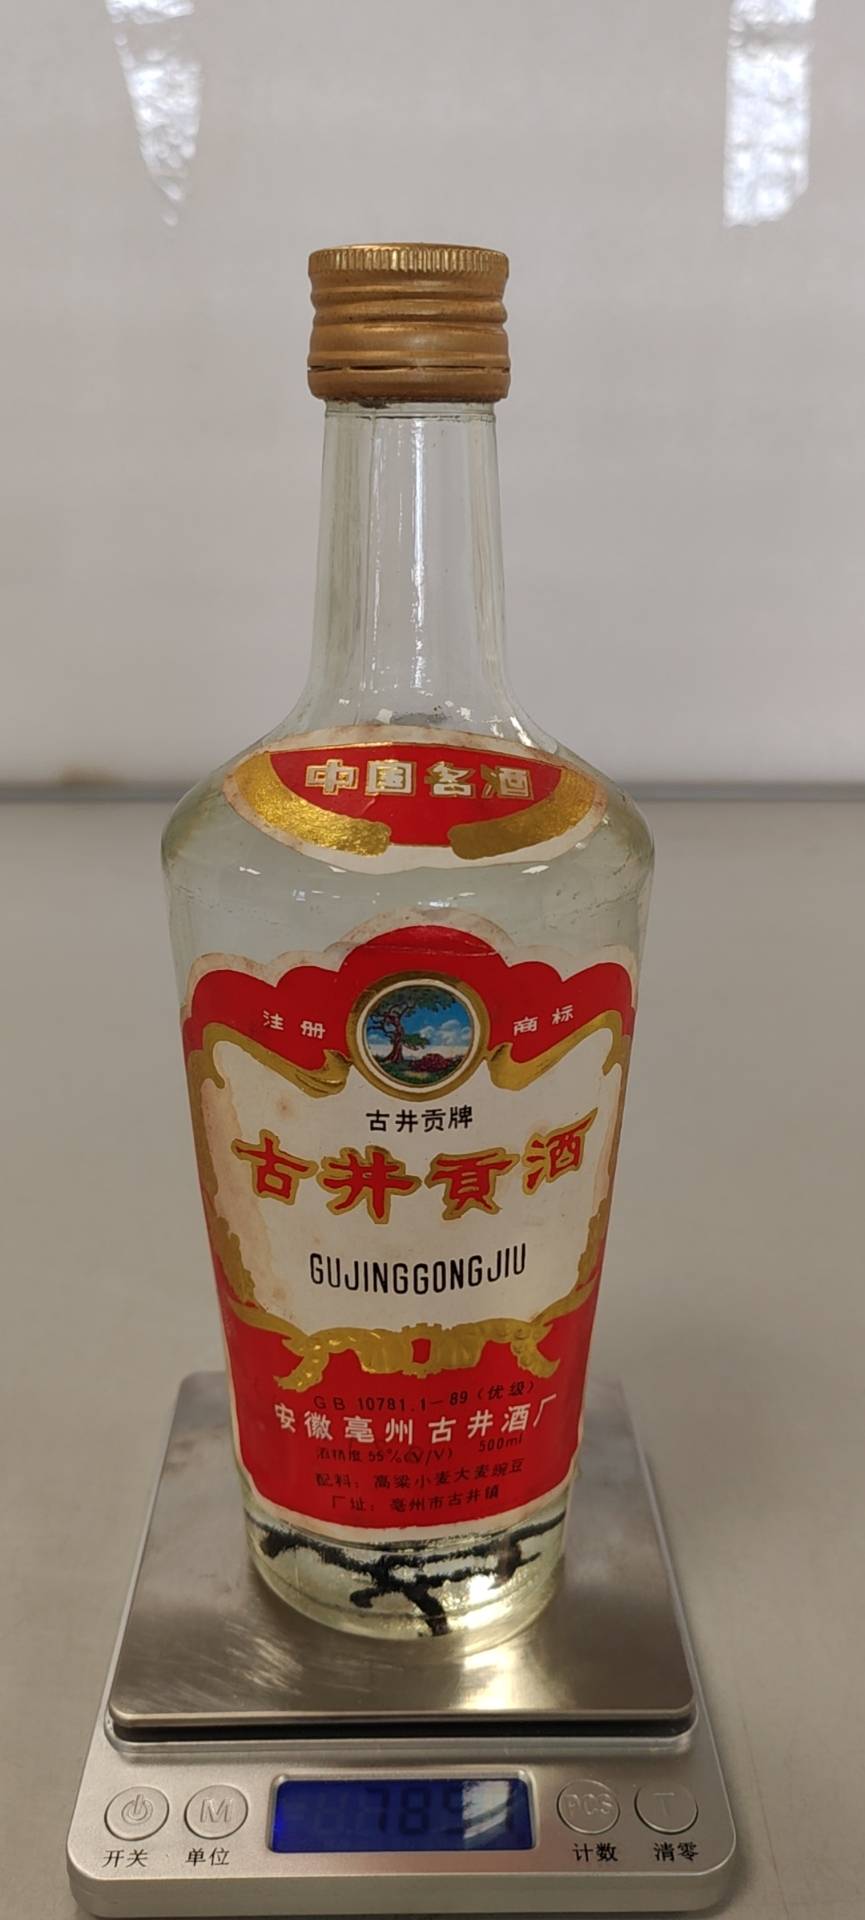 中国名酒
注册 商标
古井贡牌
古井贡酒
GUJINGGONGJIU
GB 10781.1-89(优级)
安徽亳州古井酒厂
酒精度55%(V/V) 500ml
配料:高粱小麦大麦豌豆
厂址:亳州市古井镇
M PCS T
开关 单位 计数 清零